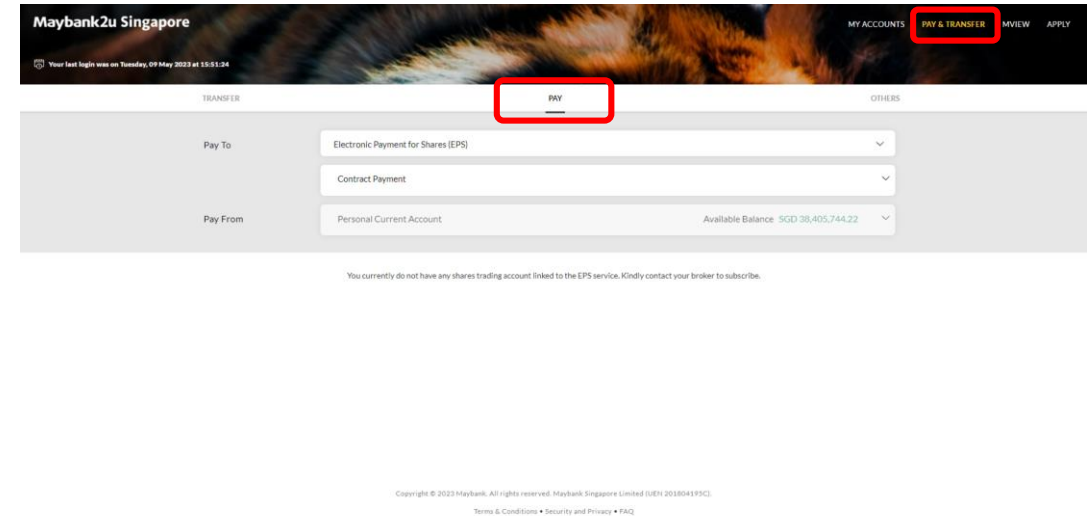 Maybank2u Singapore
MY ACCOUNTS PAY & TRANSFER MVIEW APPLY
Your last login was on Tuesday, 09 May 2023 at 15:51:24
TRANSFER PAY OTHERS
Pay To Electronic Payment for Shares (EPS)
Contract Payment
Pay From Personal Current Account Available Balance SGD 38,405,744.22
You currently do not have any shares trading account linked to the EPS service. Kindly contact your broker to subscribe.
Copyright © 2023 Maybank. All rights reserved. Maybank Singapore Limited (UEN 201804195C).
Terms & Conditions • Security and Privacy • FAQ